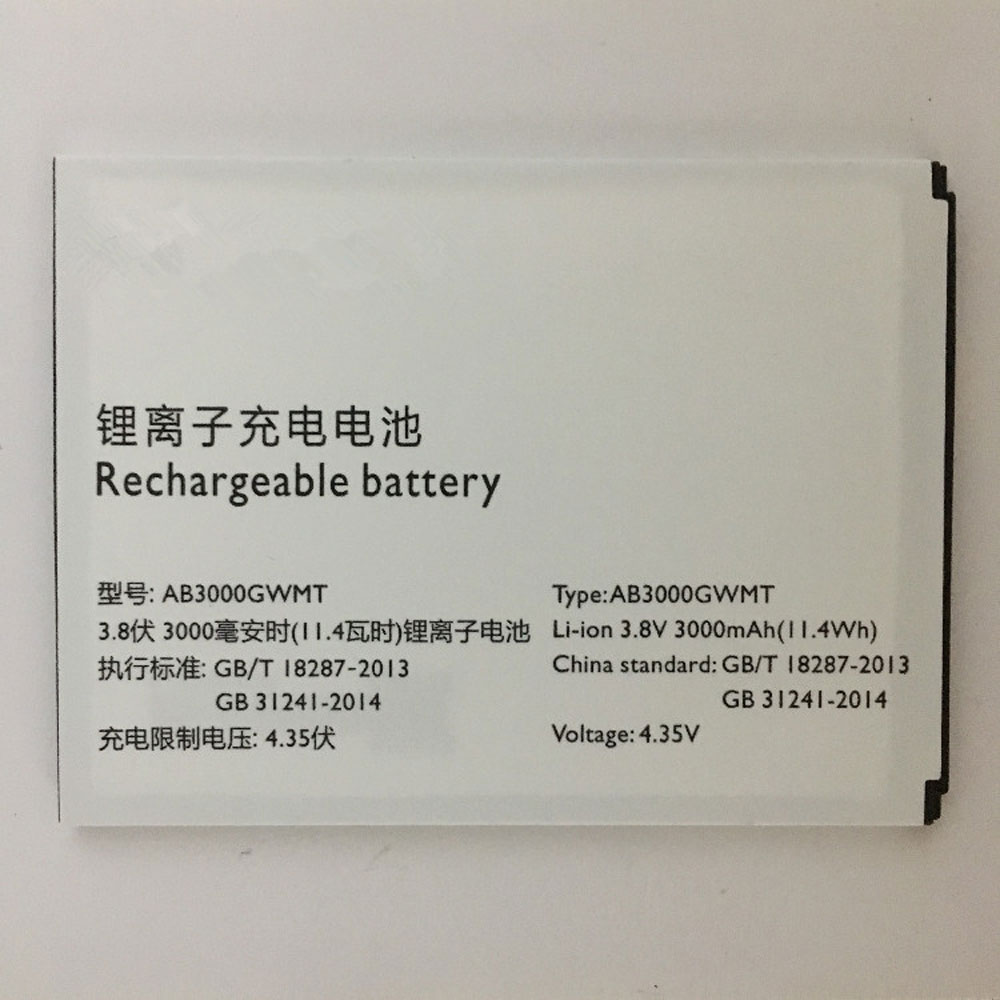 锂离子充电电池
Rechargeable battery
型号: AB3000GWMT
3.8伏 3000毫安时(11.4瓦时)锂离子电池
执行标准: GB/T 18287-2013
GB 31241-2014
充电限制电压: 4.35伏
Type:AB3000GWMT
Li-ion 3.8V 3000mAh(11.4Wh)
China standard: GB/T 18287-2013
GB 31241-2014
Voltage: 4.35V